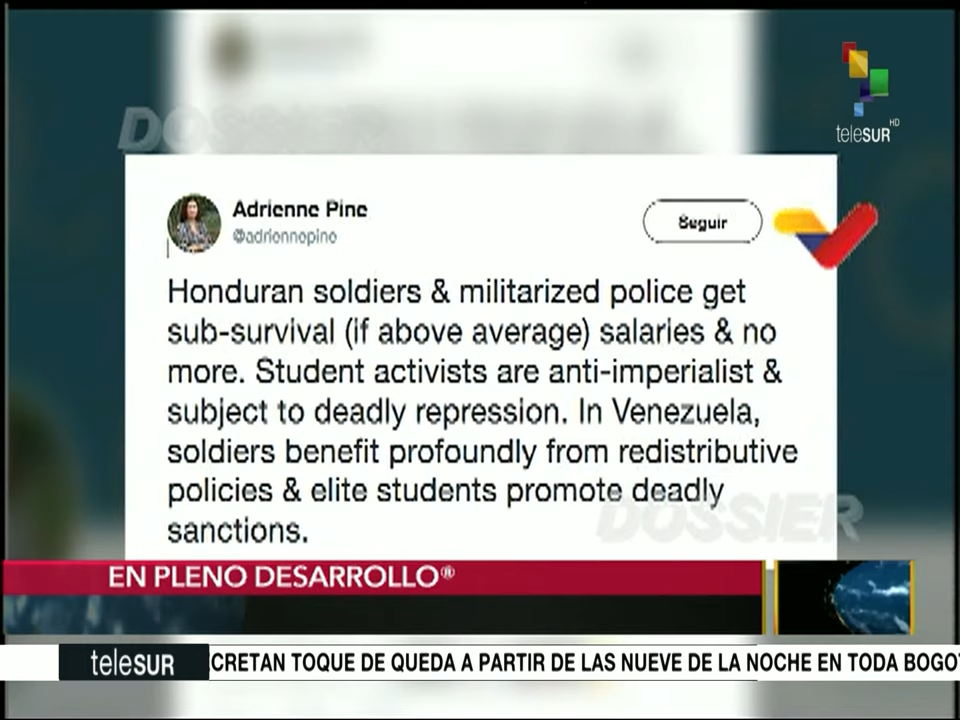 DOSSIER
teleSUR HD
Adrienne Pine
@adriennepine
Seguir
Honduran soldiers & militarized police get
sub-survival (if above average) salaries & no
more. Student activists are anti-imperialist &
subject to deadly repression. In Venezuela,
soldiers benefit profoundly from redistributive
policies & elite students promote deadly
sanctions.
DOSSIER
EN PLENO DESARROLLO®
teleSUR
CRETAN TOQUE DE QUEDA A PARTIR DE LAS NUEVE DE LA NOCHE EN TODA BOGO